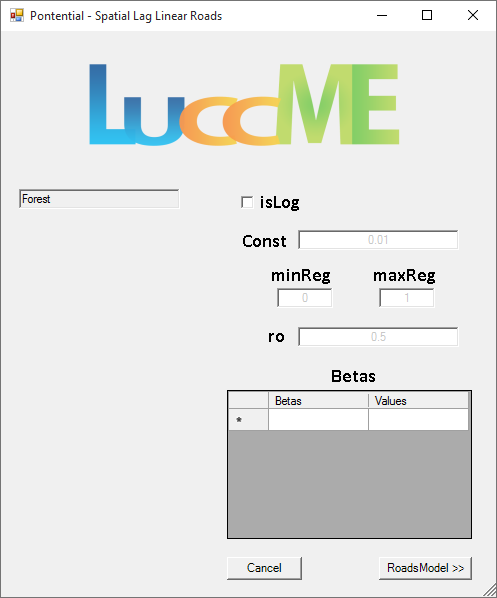 Pontential - Spatial Lag Linear Roads
LuccME
Forest
isLog
Const 0.01
minReg maxReg
0 1
ro 0.5
Betas
Betas Values
*
Cancel RoadsModel >>